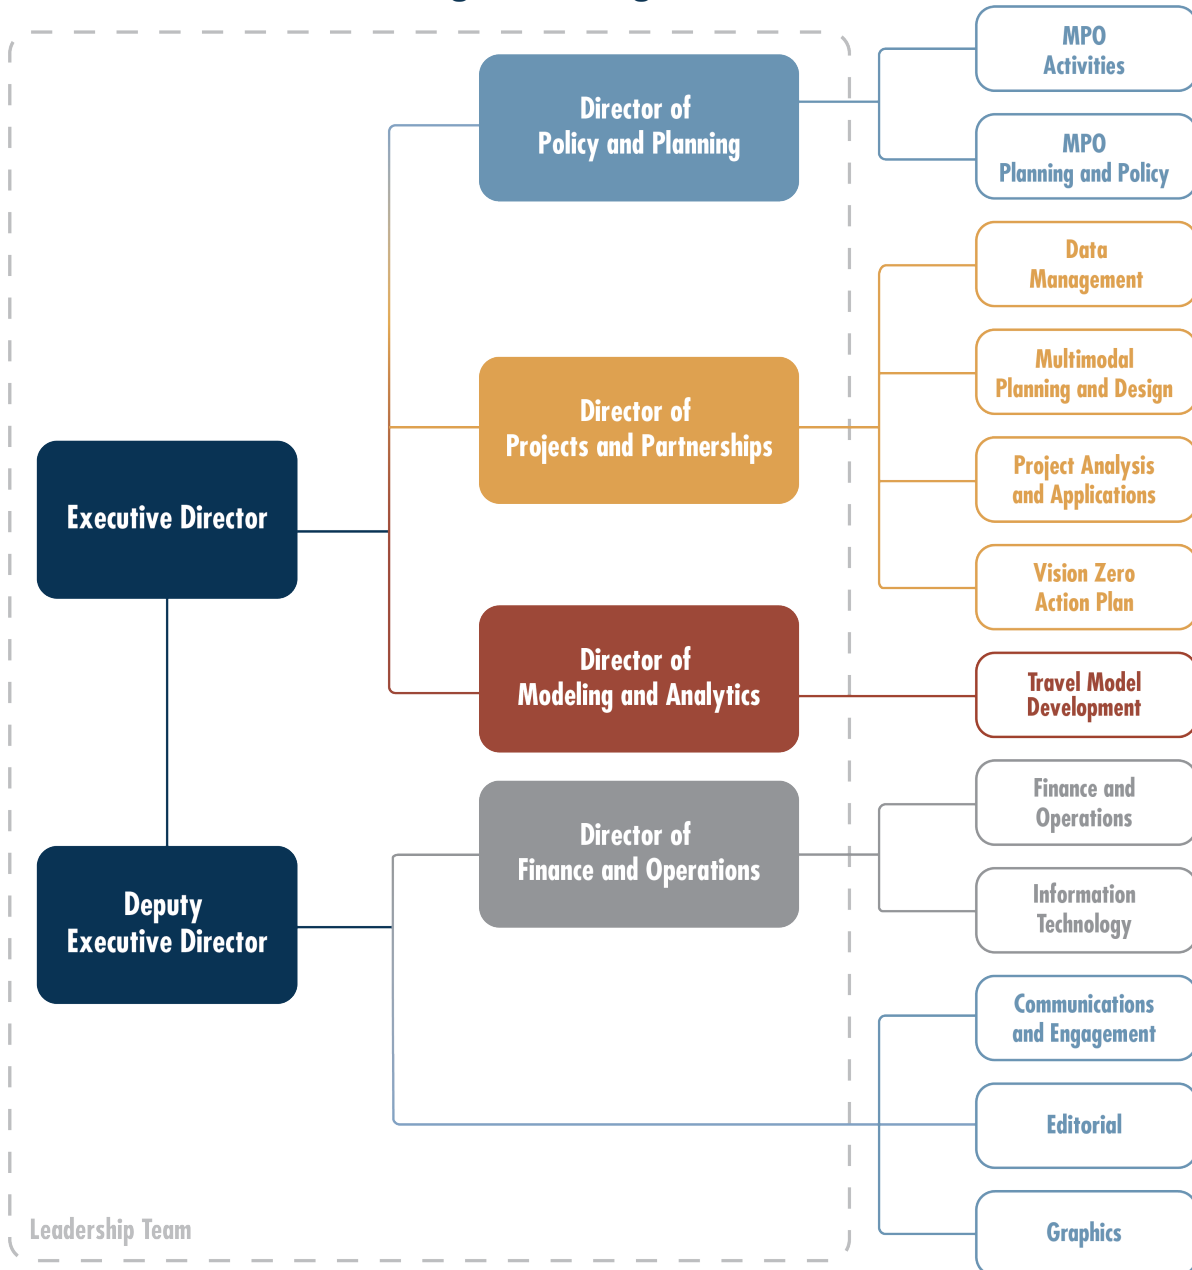 MPO
Activities
Director of
Policy and Planning
MPO
Planning and Policy
Data
Management
Multimodal
Planning and Design
Director of
Projects and Partnerships
Project Analysis
and Applications
Executive Director
Vision Zero
Action Plan
Director of
Modeling and Analytics
Travel Model
Development
Finance and
Operations
Director of
Finance and Operations
Information
Technology
Deputy
Executive Director
Communications
and Engagement
Editorial
Graphics
Leadership Team